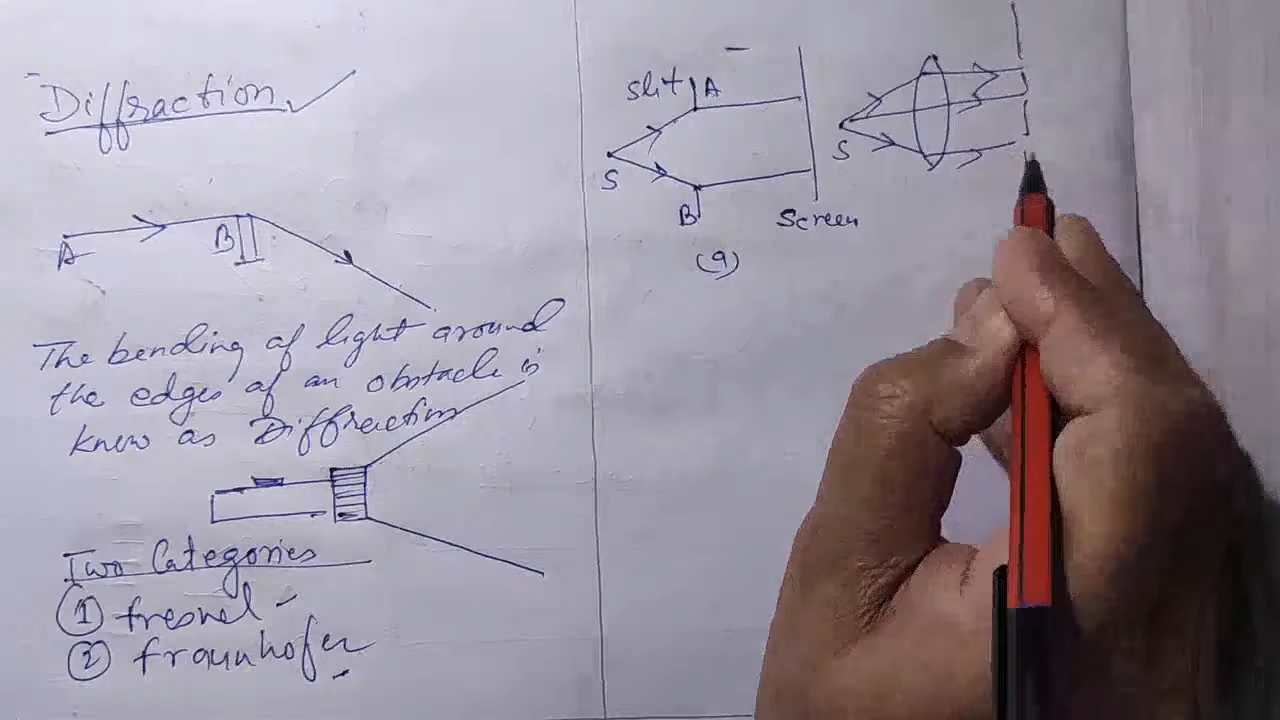 Diffraction
A
B
The bending of light around
the edges of an obstacle is
know as Diffraction
Two Categories
① fresnel
② fraunhofer
slit A
S
B
Screen
(a)
S